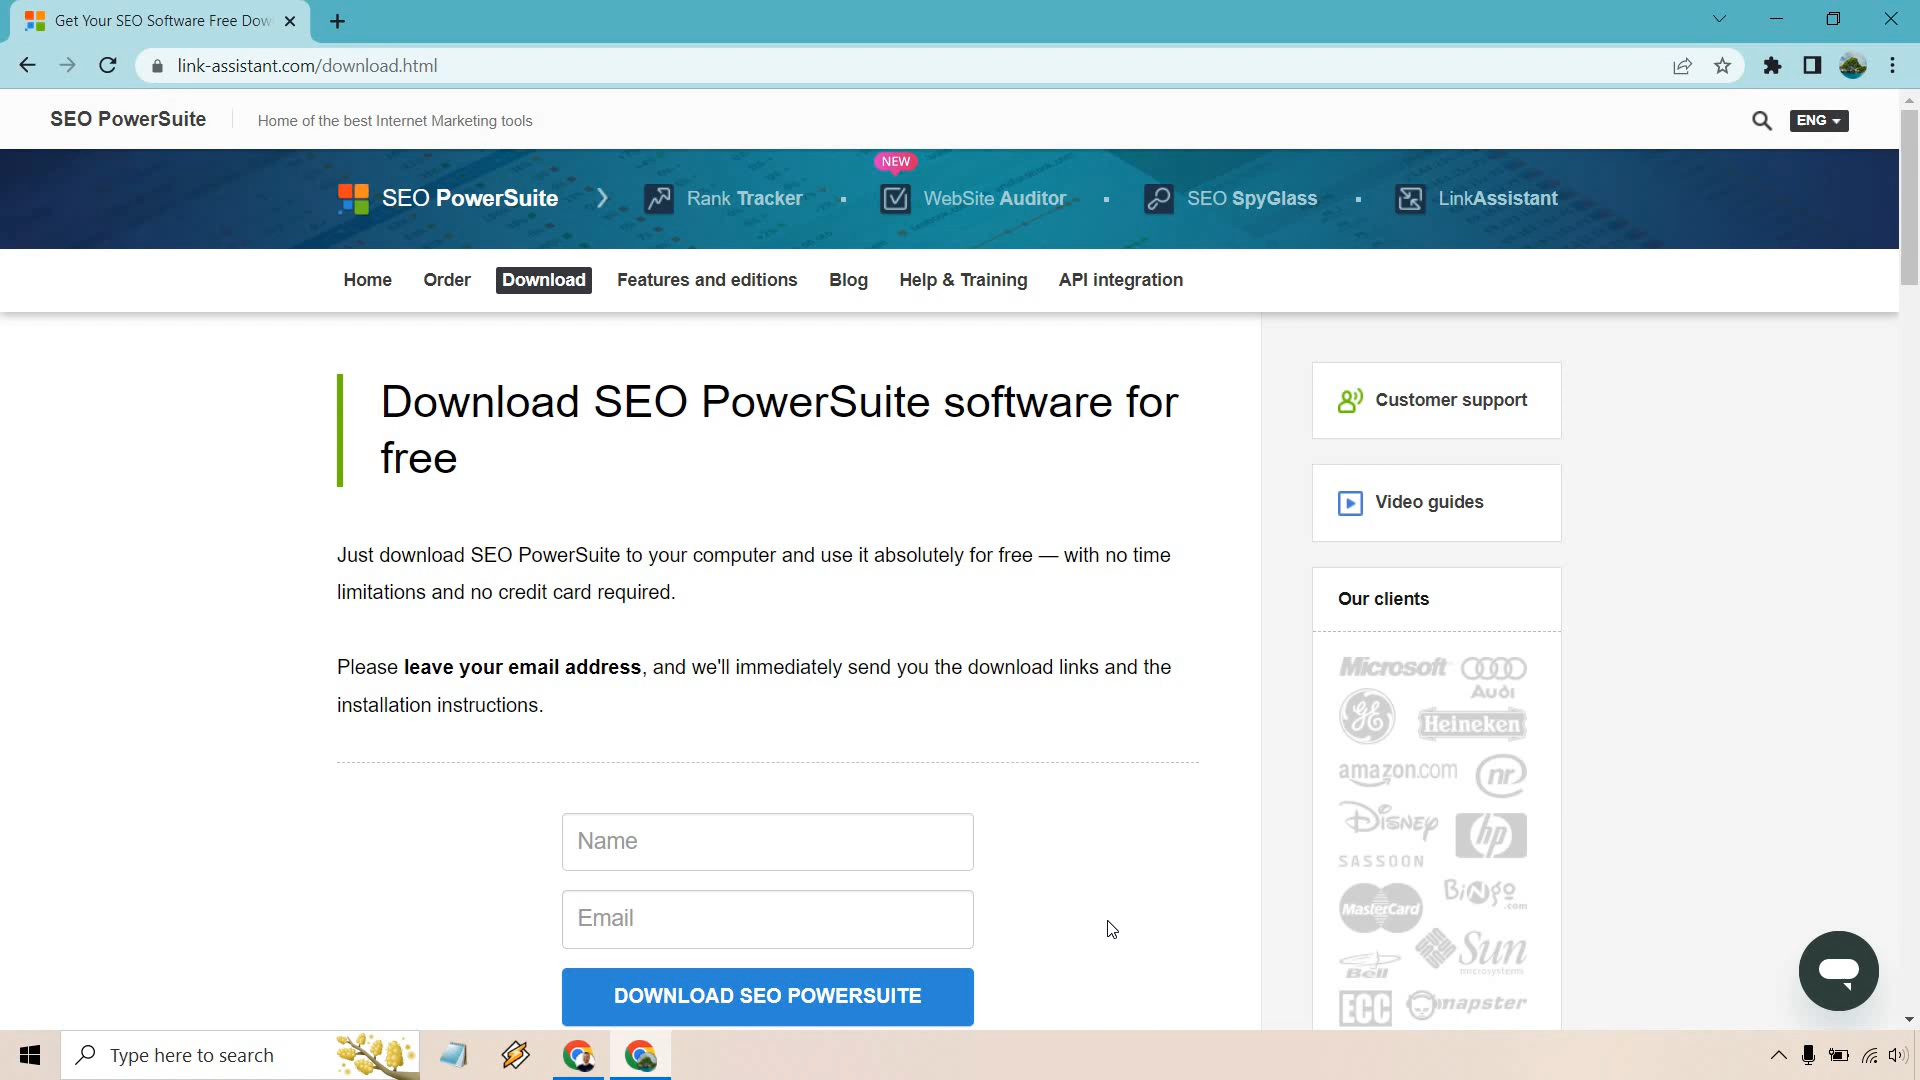 Get Your SEO Software Free Dow
link-assistant.com/download.html
SEO PowerSuite
Home of the best Internet Marketing tools
ENG
NEW
SEO PowerSuite
Rank Tracker
WebSite Auditor
SEO SpyGlass
LinkAssistant
Home
Order
Download
Features and editions
Blog
Help & Training
API integration
Download SEO PowerSuite software for
free
Just download SEO PowerSuite to your computer and use it absolutely for free — with no time
limitations and no credit card required.
Please leave your email address, and we'll immediately send you the download links and the
installation instructions.
Name
Email
DOWNLOAD SEO POWERSUITE
Customer support
Video guides
Our clients
Microsoft
Audi
GE
Heineken
amazon.com
nr
Disney
hp
SASSOON
MasterCard
Bingo
.com
Sun
microsystems
Bell
ECC
napster
Type here to search